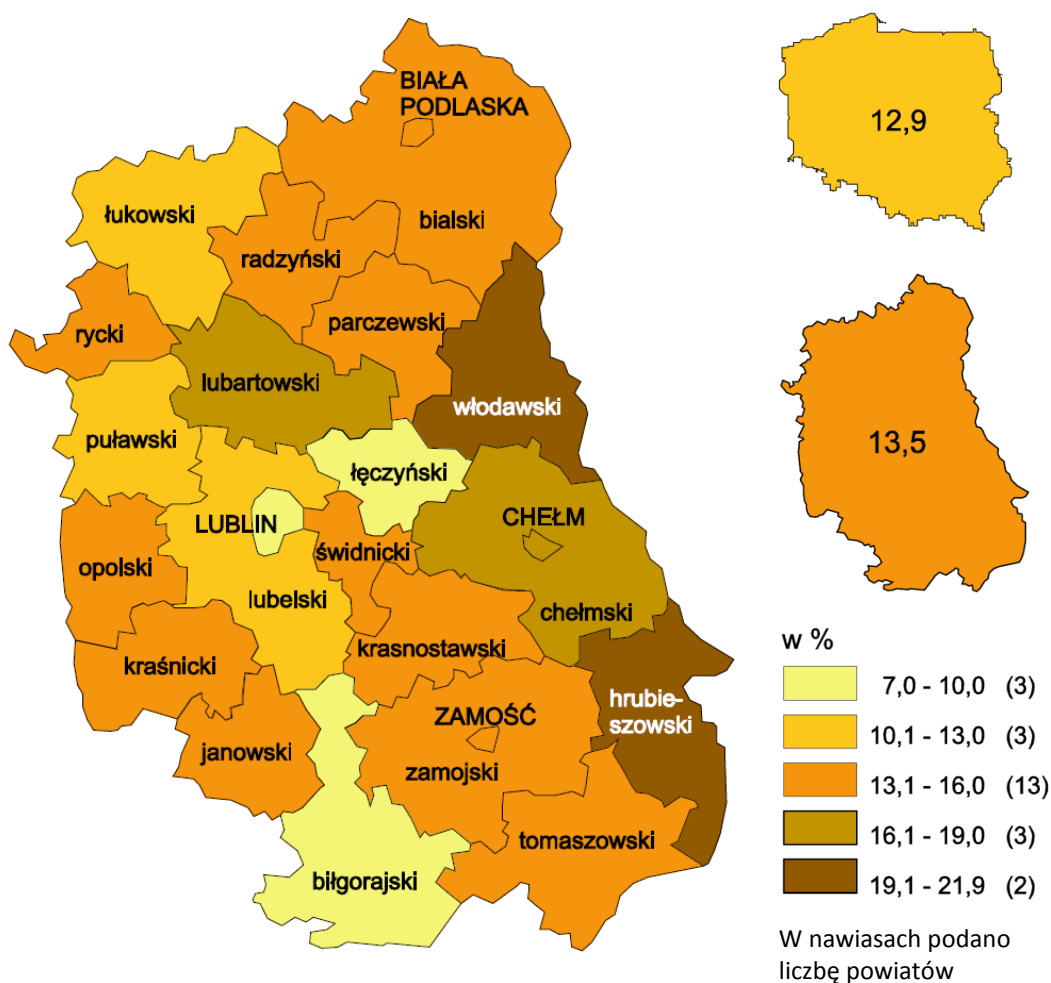 BIAŁA
PODLASKA
12,9
łukowski
bialski
radzyński
rycki
parczewski
lubartowski
włodawski
puławski
13,5
łęczyński
LUBLIN
CHEŁM
opolski
świdnicki
lubelski
chełmski
kraśnicki
krasnostawski
hrubie-
szowski
ZAMOŚĆ
janowski
zamojski
tomaszowski
biłgorajski
w %
7,0 - 10,0 (3)
10,1 - 13,0 (3)
13,1 - 16,0 (13)
16,1 - 19,0 (3)
19,1 - 21,9 (2)
W nawiasach podano
liczbę powiatów